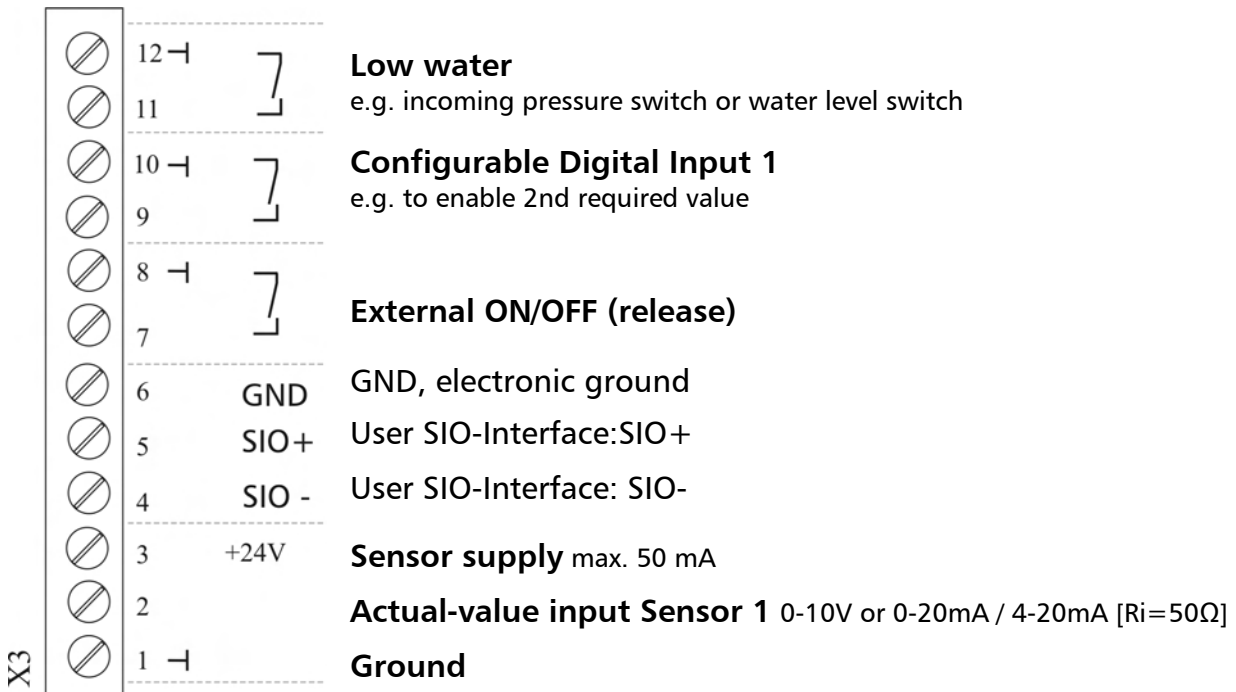 12 Low water
e.g. incoming pressure switch or water level switch
11
10 Configurable Digital Input 1
e.g. to enable 2nd required value
9
8
External ON/OFF (release)
7
6 GND GND, electronic ground
5 SIO+ User SIO-Interface:SIO+
4 SIO - User SIO-Interface: SIO-
3 +24V Sensor supply max. 50 mA
2 Actual-value input Sensor 1 0-10V or 0-20mA / 4-20mA [Ri=50Ω]
1 Ground
X3